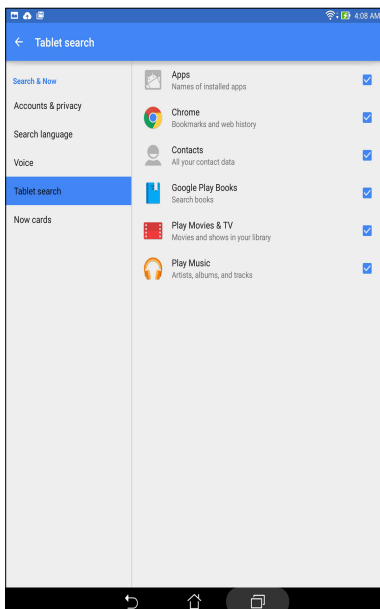 4:08 AM
Tablet search
Search & Now
Accounts & privacy
Search language
Voice
Tablet search
Now cards
Apps
Names of installed apps
Chrome
Bookmarks and web history
Contacts
All your contact data
Google Play Books
Search books
Play Movies & TV
Movies and shows in your library
Play Music
Artists, albums, and tracks